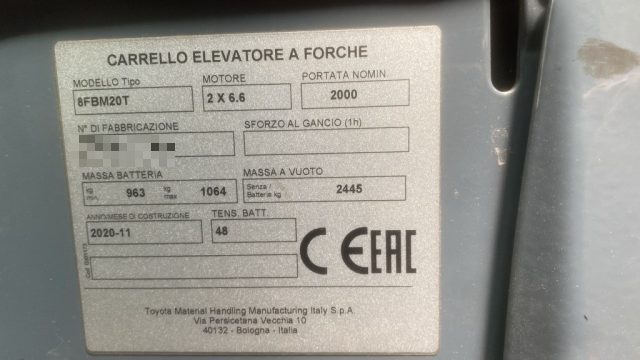 CARRELLO ELEVATORE A FORCHE
MODELLO Tipo MOTORE PORTATA NOMIN.
8FBM20T 2 X 6.6 2000
N° DI FABBRICAZIONE SFORZO AL GANCIO (1h)
MASSA BATTERIA MASSA A VUOTO
kg min. 963 kg max 1064 Senza / Batteria kg 2445
ANNO/MESE DI COSTRUZIONE TENS. BATT.
2020-11 48
CE EAC
Toyota Material Handling Manufacturing Italy S.p.A.
Via Persicetana Vecchia 10
40132 - Bologna - Italia